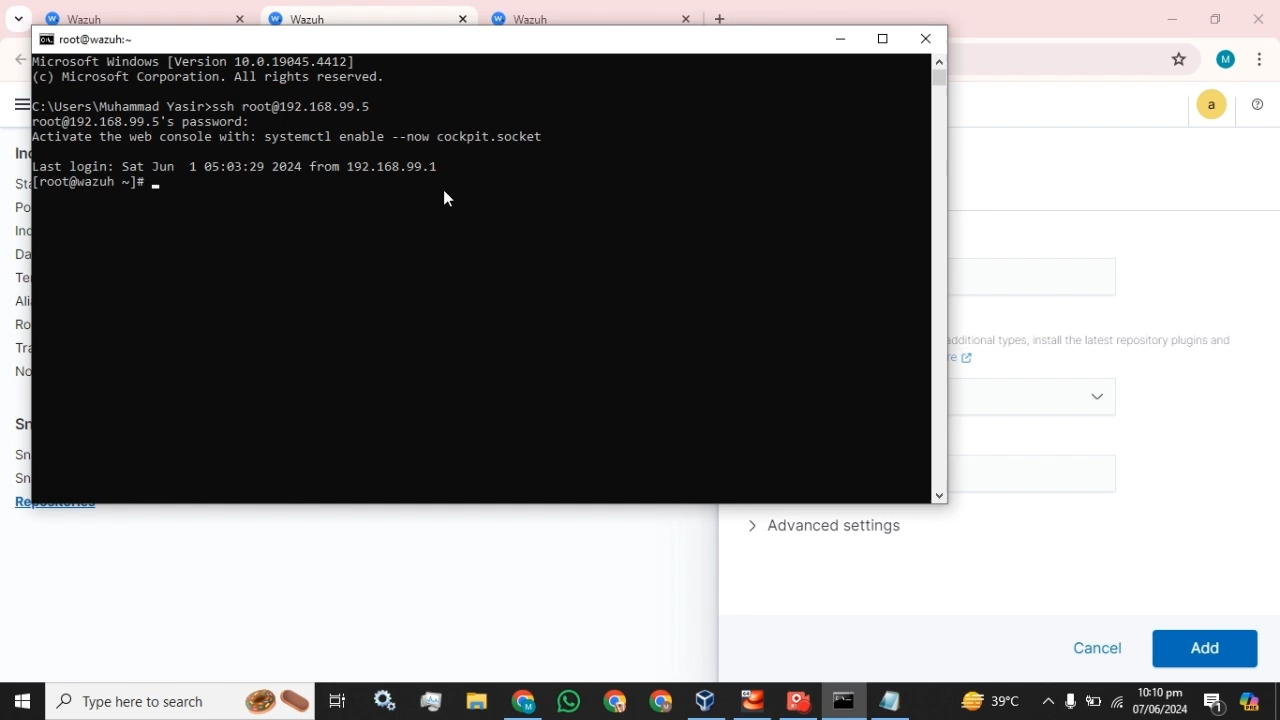 Wazuh
Wazuh
Wazuh
root@wazuh:~
M
Microsoft Windows [Version 10.0.19045.4412]
(c) Microsoft Corporation. All rights reserved.
C:\Users\Muhammad Yasir>ssh root@192.168.99.5
root@192.168.99.5's password:
Activate the web console with: systemctl enable --now cockpit.socket
Last login: Sat Jun  1 05:03:29 2024 from 192.168.99.1
[root@wazuh ~]#
a
additional types, install the latest repository plugins and
Repositories
Advanced settings
Cancel
Add
Type here to search
39°C
10:10 pm
07/06/2024
1